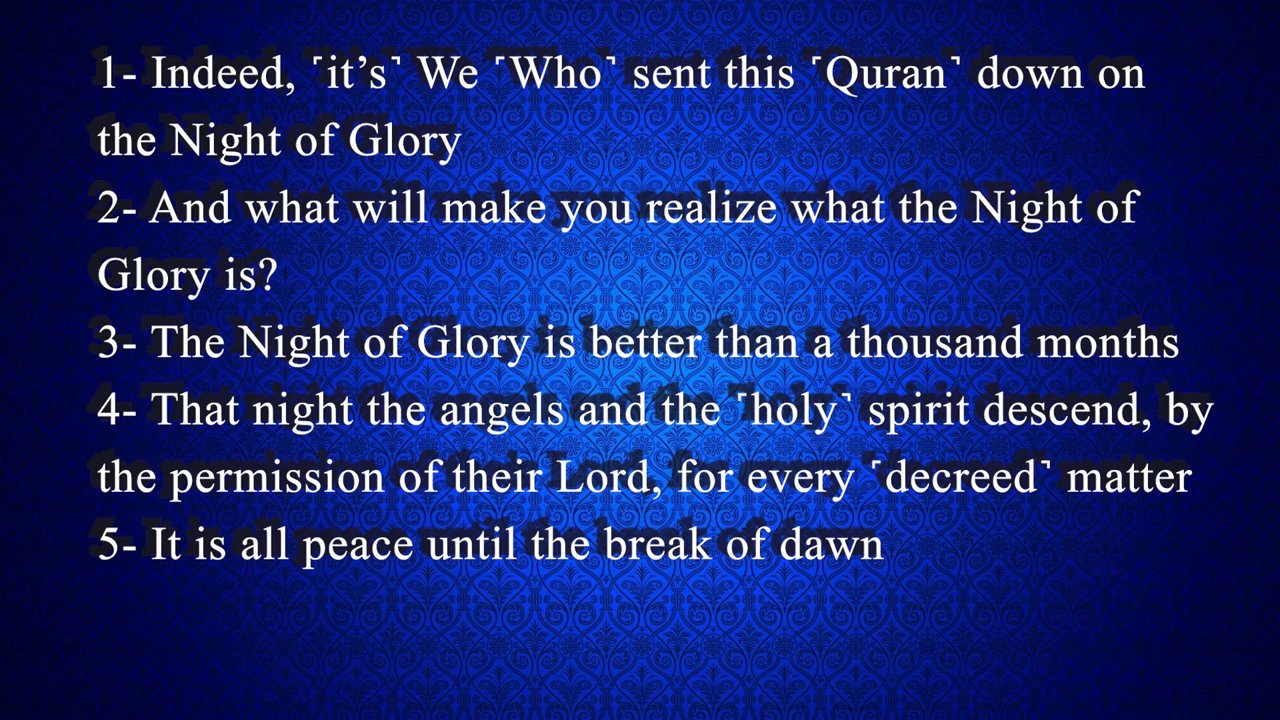 1- Indeed, ˹it’s˺ We ˹Who˺ sent this ˹Quran˺ down on
the Night of Glory
2- And what will make you realize what the Night of
Glory is?
3- The Night of Glory is better than a thousand months
4- That night the angels and the ˹holy˺ spirit descend, by
the permission of their Lord, for every ˹decreed˺ matter
5- It is all peace until the break of dawn